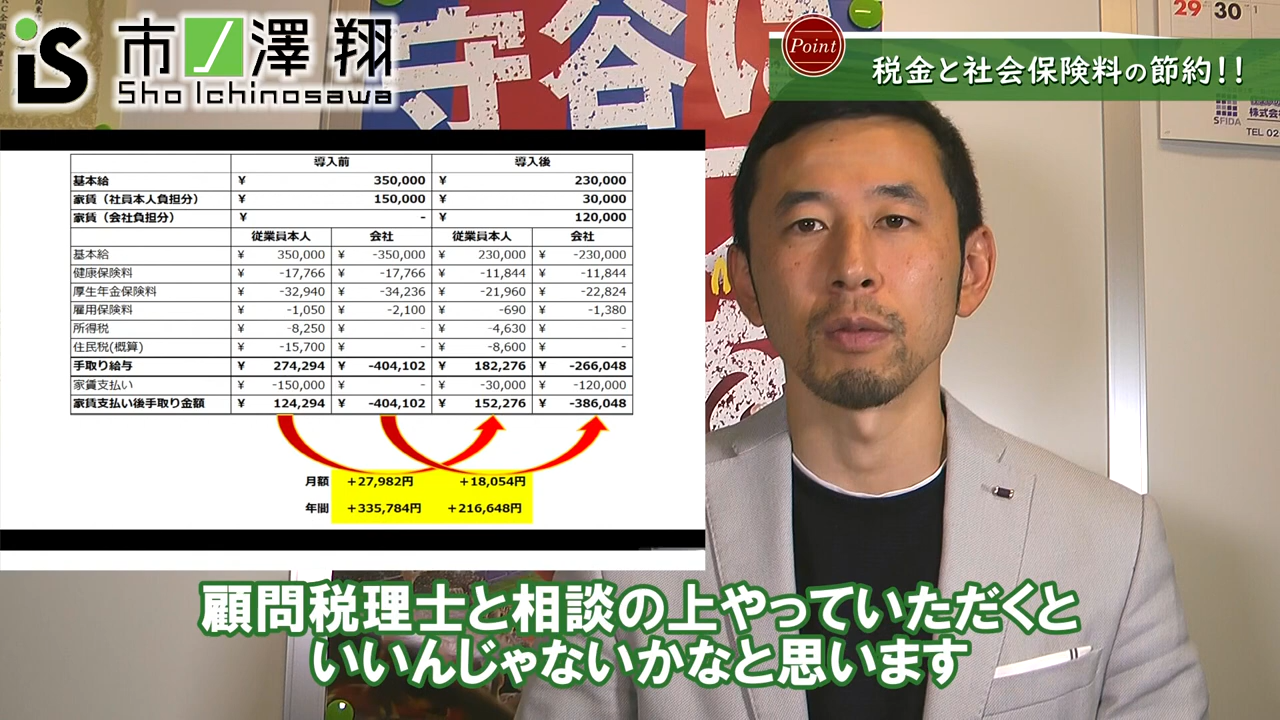 iS 市ノ澤 翔
Sho Ichinosawa
守谷に
29 30
Point
税金と社会保険料の節約!!
SFIDA
株式会
TEL 02
導入前 導入後
基本給 ¥ 350,000 ¥ 230,000
家賃(社員本人負担分) ¥ 150,000 ¥ 30,000
家賃(会社負担分) ¥ - ¥ 120,000
従業員本人 会社 従業員本人 会社
基本給 ¥ 350,000 ¥ -350,000 ¥ 230,000 ¥ -230,000
健康保険料 ¥ -17,766 ¥ -17,766 ¥ -11,844 ¥ -11,844
厚生年金保険料 ¥ -32,940 ¥ -34,236 ¥ -21,960 ¥ -22,824
雇用保険料 ¥ -1,050 ¥ -2,100 ¥ -690 ¥ -1,380
所得税 ¥ -8,250 ¥ - ¥ -4,630 ¥ -
住民税(概算) ¥ -15,700 ¥ - ¥ -8,600 ¥ -
手取り給与 ¥ 274,294 ¥ -404,102 ¥ 182,276 ¥ -266,048
家賃支払い ¥ -150,000 ¥ - ¥ -30,000 ¥ -120,000
家賃支払い後手取り金額 ¥ 124,294 ¥ -404,102 ¥ 152,276 ¥ -386,048
月額 +27,982円 +18,054円
年間 +335,784円 +216,648円
顧問税理士と相談の上やっていただくと
いいんじゃないかなと思います